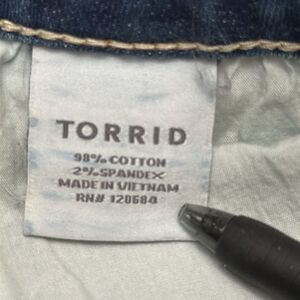 TORRID
98% COTTON
2% SPANDEX
MADE IN VIETNAM
RN# 120684